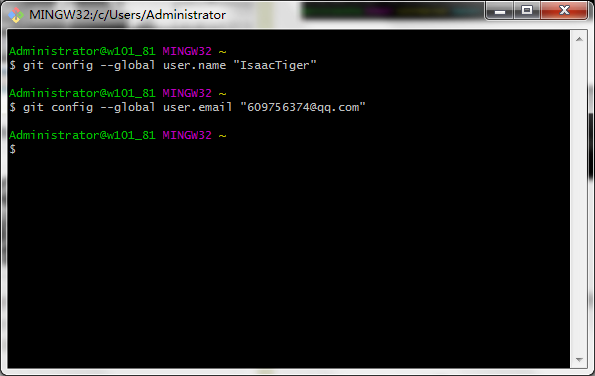 MINGW32:/c/Users/Administrator
Administrator@w101_81 MINGW32 ~
$ git config --global user.name "IsaacTiger"
Administrator@w101_81 MINGW32 ~
$ git config --global user.email "609756374@qq.com"
Administrator@w101_81 MINGW32 ~
$